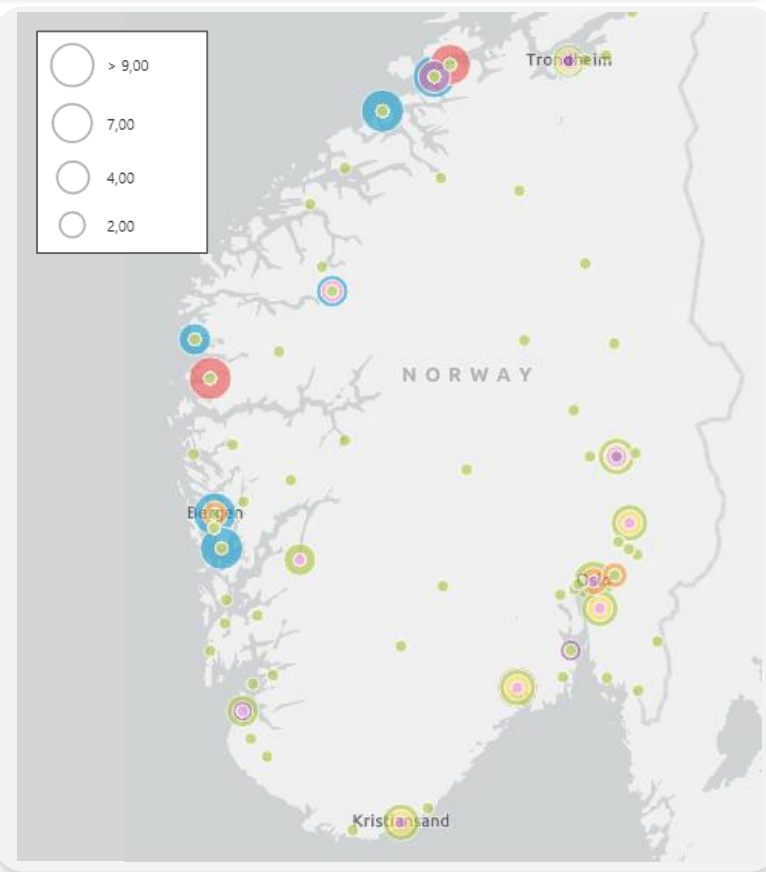 > 9,00
7,00
4,00
2,00
Trondheim
NORWAY
Bergen
Oslo
Kristiansand